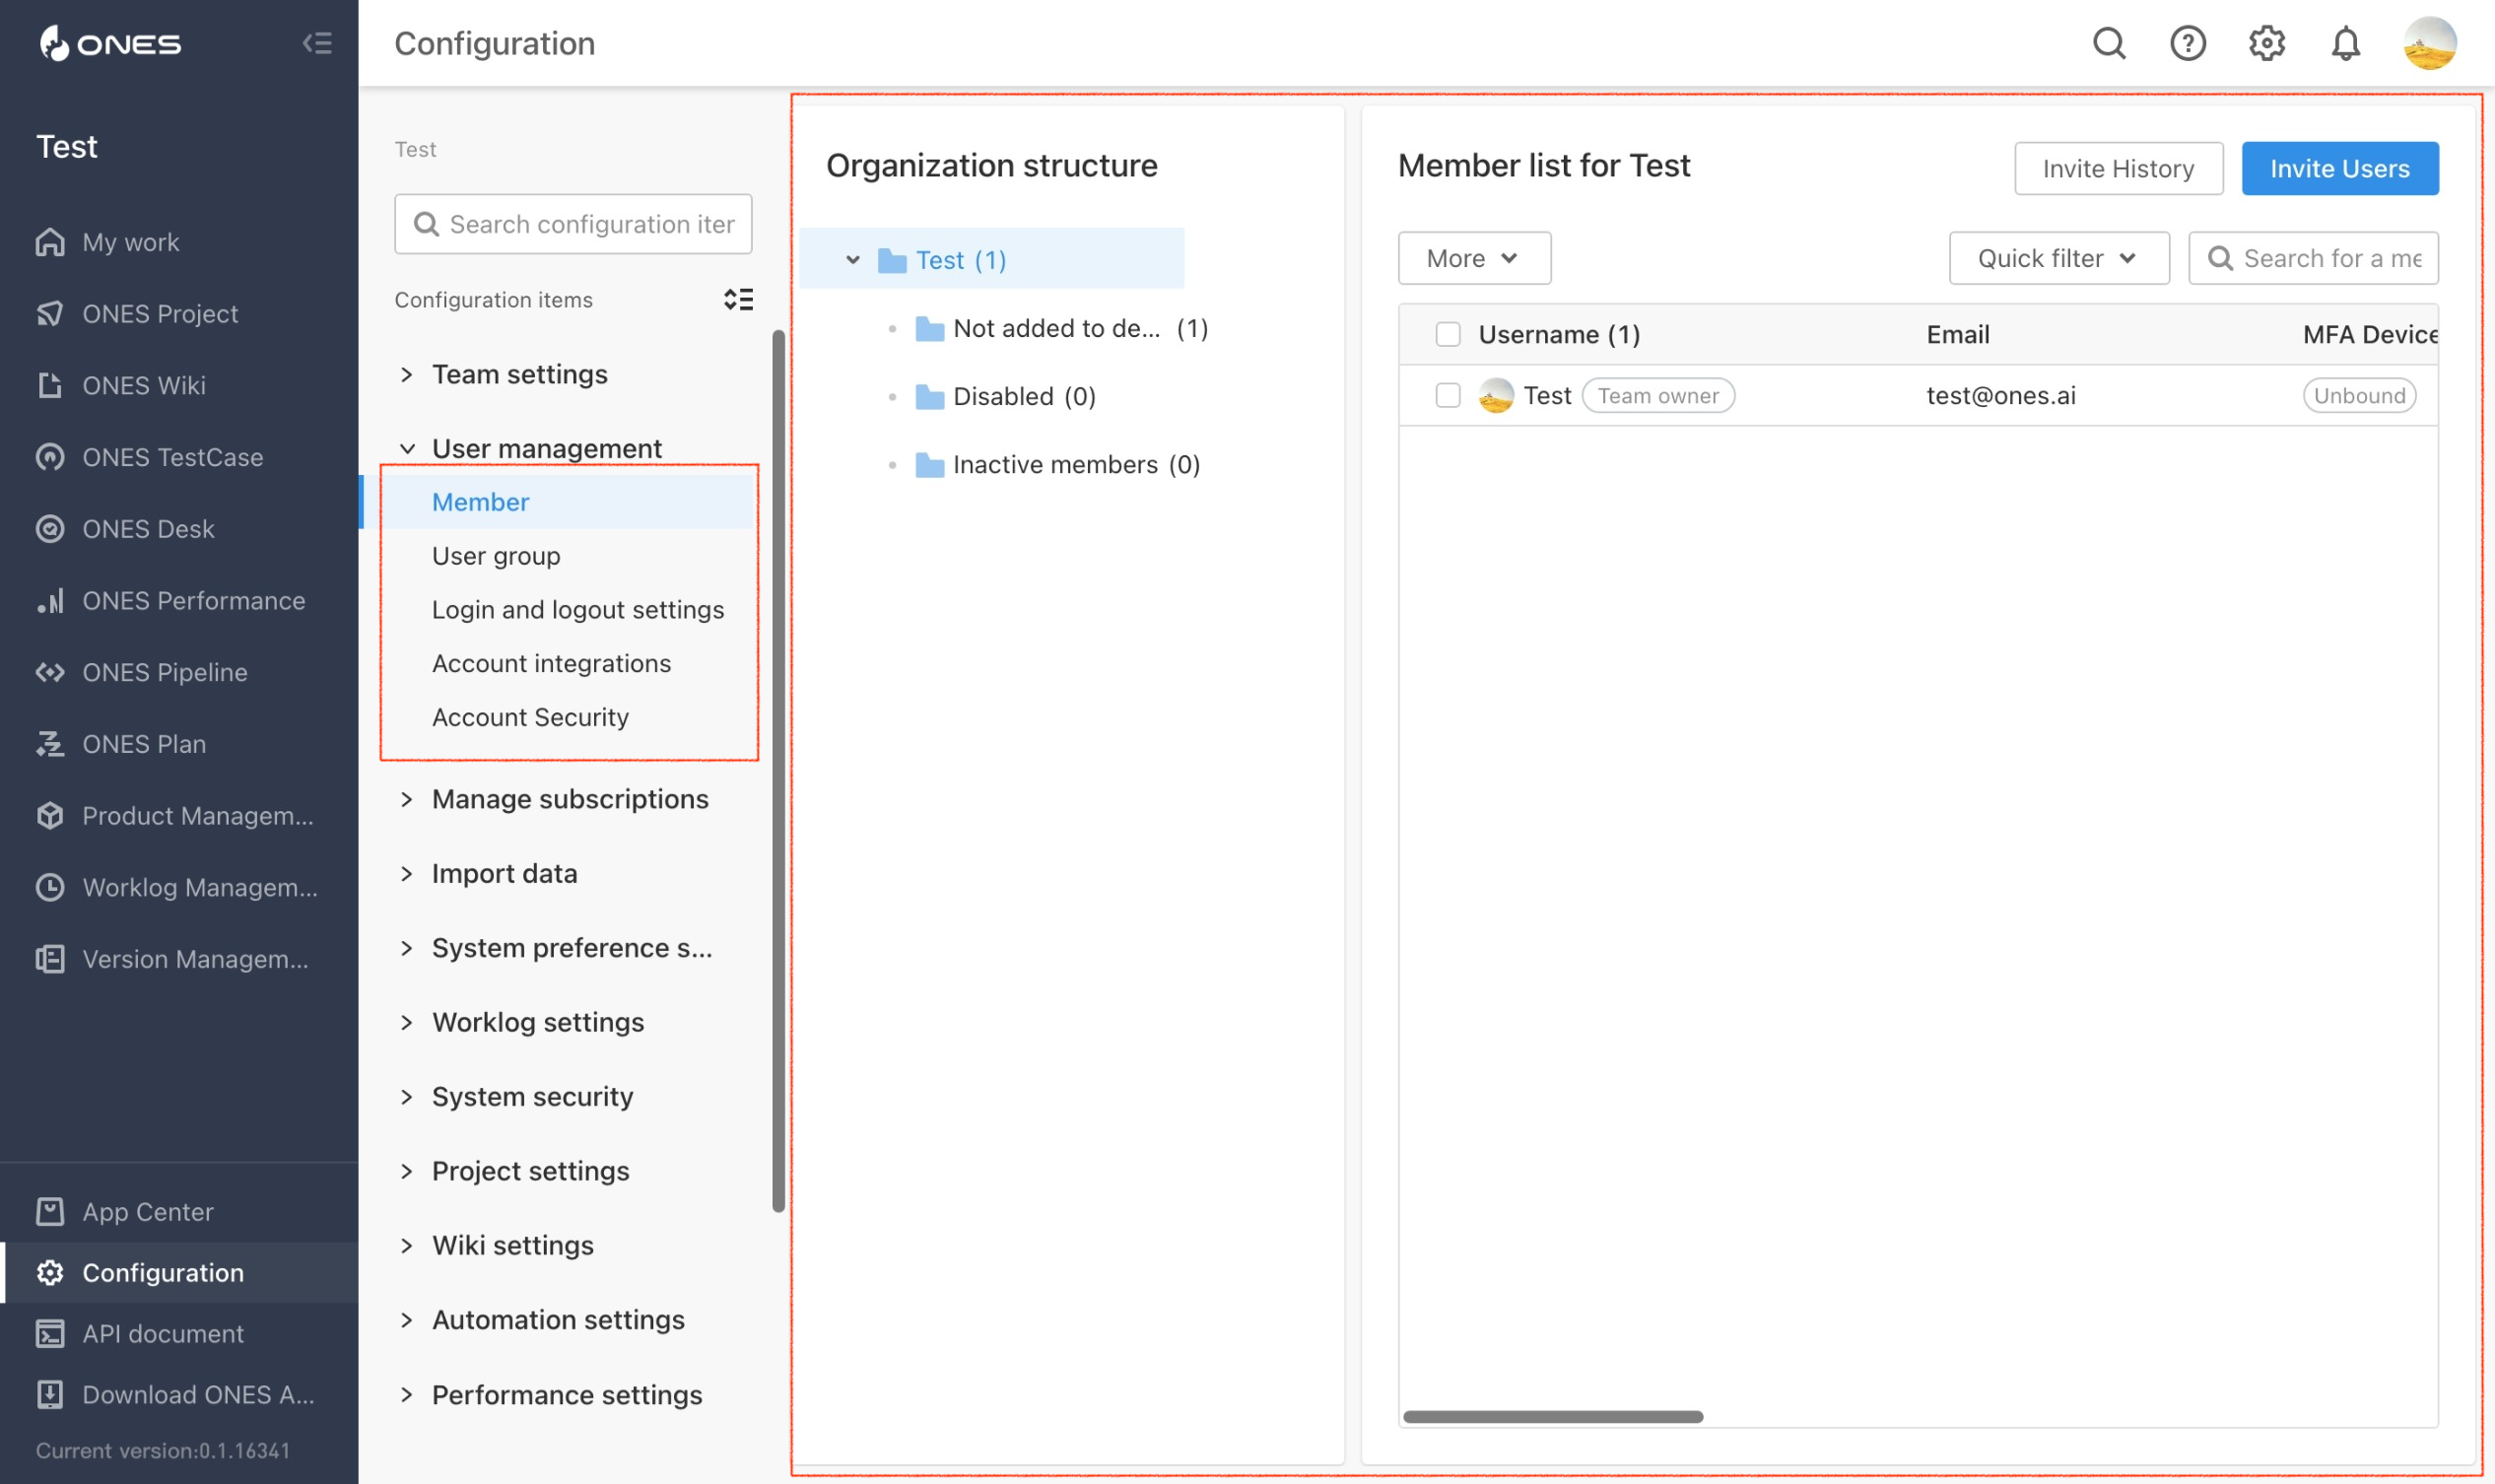 ONES
Test
My work
ONES Project
ONES Wiki
ONES TestCase
ONES Desk
ONES Performance
ONES Pipeline
ONES Plan
Product Managem...
Worklog Managem...
Version Managem...
App Center
Configuration
API document
Download ONES A...
Current version:0.1.16341
Configuration
Test
Search configuration iter
Configuration items
Team settings
User management
Member
User group
Login and logout settings
Account integrations
Account Security
Manage subscriptions
Import data
System preference s...
Worklog settings
System security
Project settings
Wiki settings
Automation settings
Performance settings
Organization structure
Test (1)
Not added to de... (1)
Disabled (0)
Inactive members (0)
Member list for Test
Invite History
Invite Users
More
Quick filter
Search for a me
Username (1) Email MFA Device
Test Team owner test@ones.ai Unbound